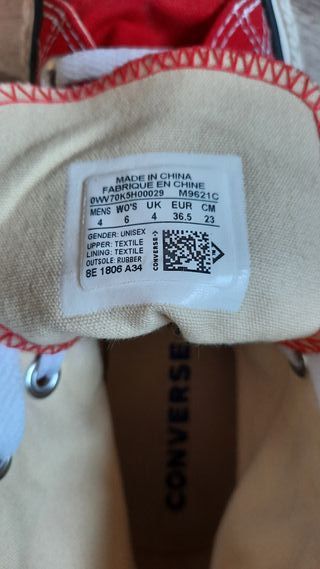 MADE IN CHINA
FABRIQUE EN CHINE
0WV70K5H00029 M9621C
MENS WO'S UK EUR CM
4 6 4 36.5 23
GENDER: UNISEX
UPPER: TEXTILE
LINING: TEXTILE
OUTSOLE: RUBBER
8E 1806 A34
CONVERSE
CONVERSE